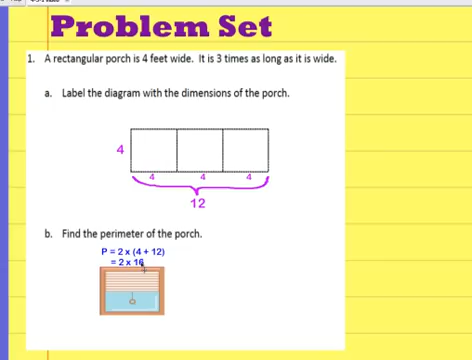 Problem Set
1. A rectangular porch is 4 feet wide. It is 3 times as long as it is wide.
a. Label the diagram with the dimensions of the porch.
4
4 4 4
12
b. Find the perimeter of the porch.
P = 2 x (4 + 12)
= 2 x 16